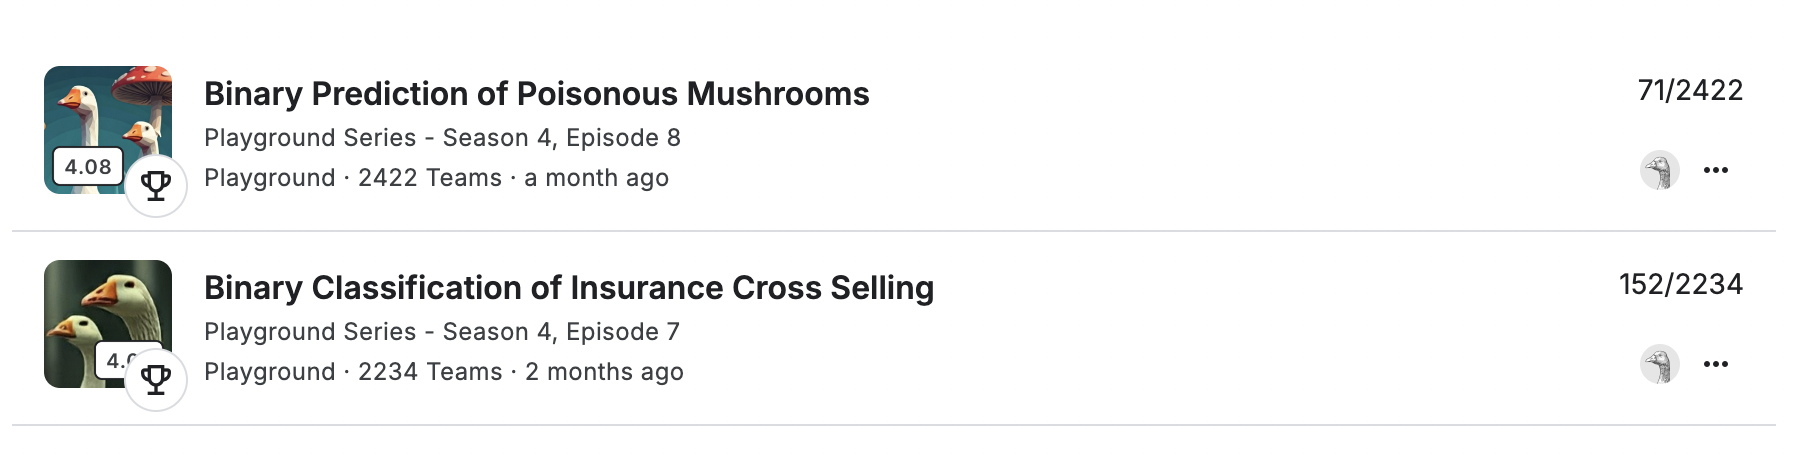 Binary Prediction of Poisonous Mushrooms
71/2422
Playground Series - Season 4, Episode 8
4.08
Playground · 2422 Teams · a month ago
Binary Classification of Insurance Cross Selling
152/2234
Playground Series - Season 4, Episode 7
Playground · 2234 Teams · 2 months ago